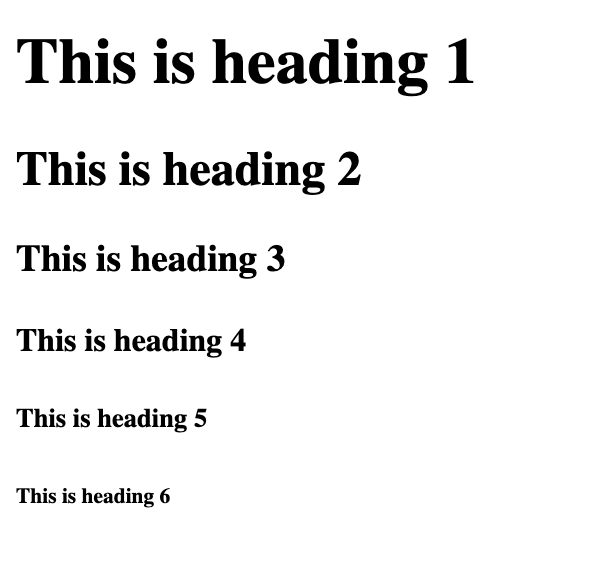 This is heading 1
This is heading 2
This is heading 3
This is heading 4
This is heading 5
This is heading 6